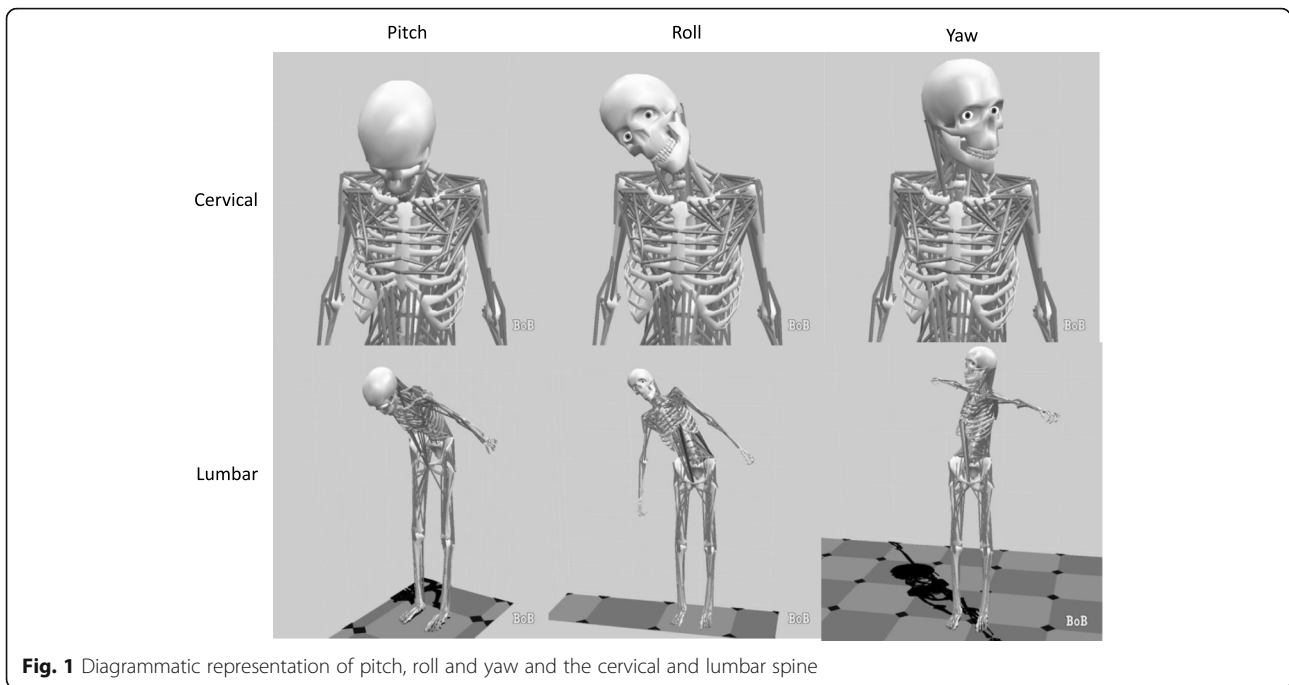 Pitch Roll Yaw
Cervical
BoB BoB BoB
Lumbar
BoB BoB BoB
Fig. 1 Diagrammatic representation of pitch, roll and yaw and the cervical and lumbar spine